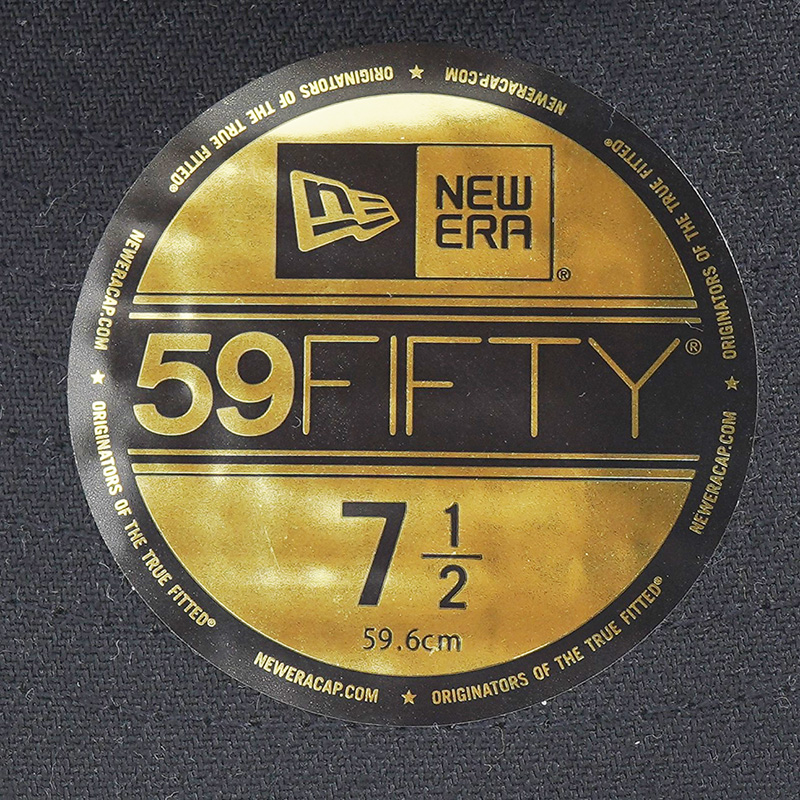 NEW
ERA
®
59FIFTY®
7 1/2
59.6cm
NEWERACAP.COM ★ ORIGINATORS OF THE TRUE FITTED®
NEWERACAP.COM ★ ORIGINATORS OF THE TRUE FITTED®
NEWERACAP.COM ★ ORIGINATORS OF THE TRUE FITTED®
NEWERACAP.COM ★ ORIGINATORS OF THE TRUE FITTED®